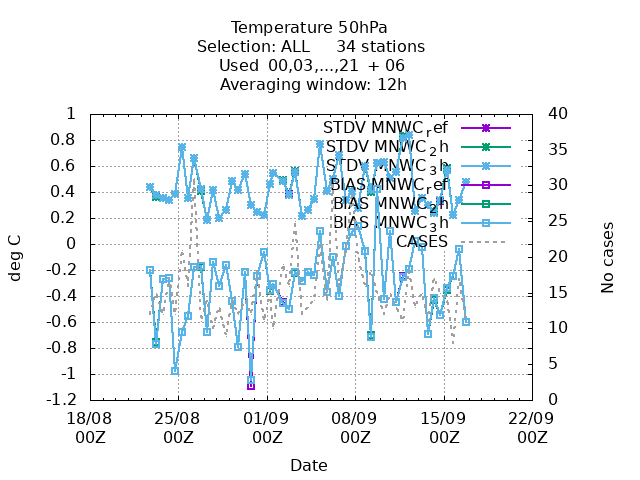 Temperature 50hPa
Selection: ALL 34 stations
Used 00,03,...,21 + 06
Averaging window: 12h
STDV MNWC_ref
STDV MNWC_2h
STDV MNWC_3h
BIAS MNWC_ref
BIAS MNWC_2h
BIAS MNWC_3h
CASES
deg C
1
0.8
0.6
0.4
0.2
0
-0.2
-0.4
-0.6
-0.8
-1
-1.2
No cases
40
35
30
25
20
15
10
5
0
18/08 25/08 01/09 08/09 15/09 22/09
00Z 00Z 00Z 00Z 00Z 00Z
Date